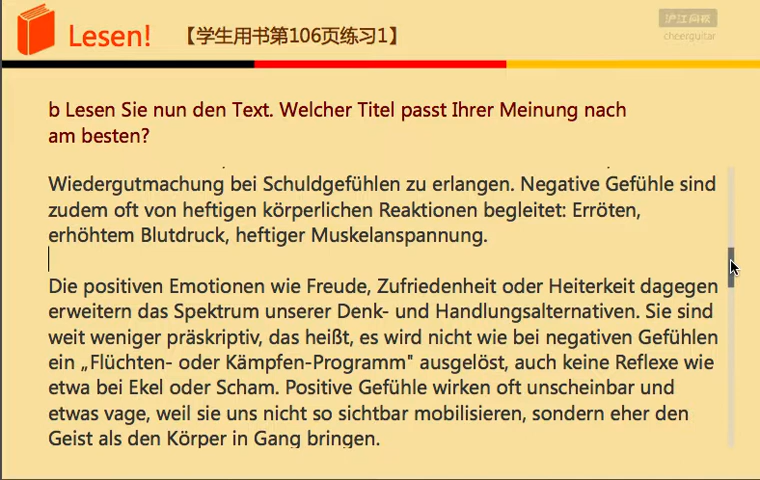 Lesen!
【学生用书第106页练习1】
沪江网校
cheerguitar
b Lesen Sie nun den Text. Welcher Titel passt Ihrer Meinung nach
am besten?
Wiedergutmachung bei Schuldgefühlen zu erlangen. Negative Gefühle sind
zudem oft von heftigen körperlichen Reaktionen begleitet: Erröten,
erhöhtem Blutdruck, heftiger Muskelanspannung.
Die positiven Emotionen wie Freude, Zufriedenheit oder Heiterkeit dagegen
erweitern das Spektrum unserer Denk- und Handlungsalternativen. Sie sind
weit weniger präskriptiv, das heißt, es wird nicht wie bei negativen Gefühlen
ein „Flüchten- oder Kämpfen-Programm" ausgelöst, auch keine Reflexe wie
etwa bei Ekel oder Scham. Positive Gefühle wirken oft unscheinbar und
etwas vage, weil sie uns nicht so sichtbar mobilisieren, sondern eher den
Geist als den Körper in Gang bringen.